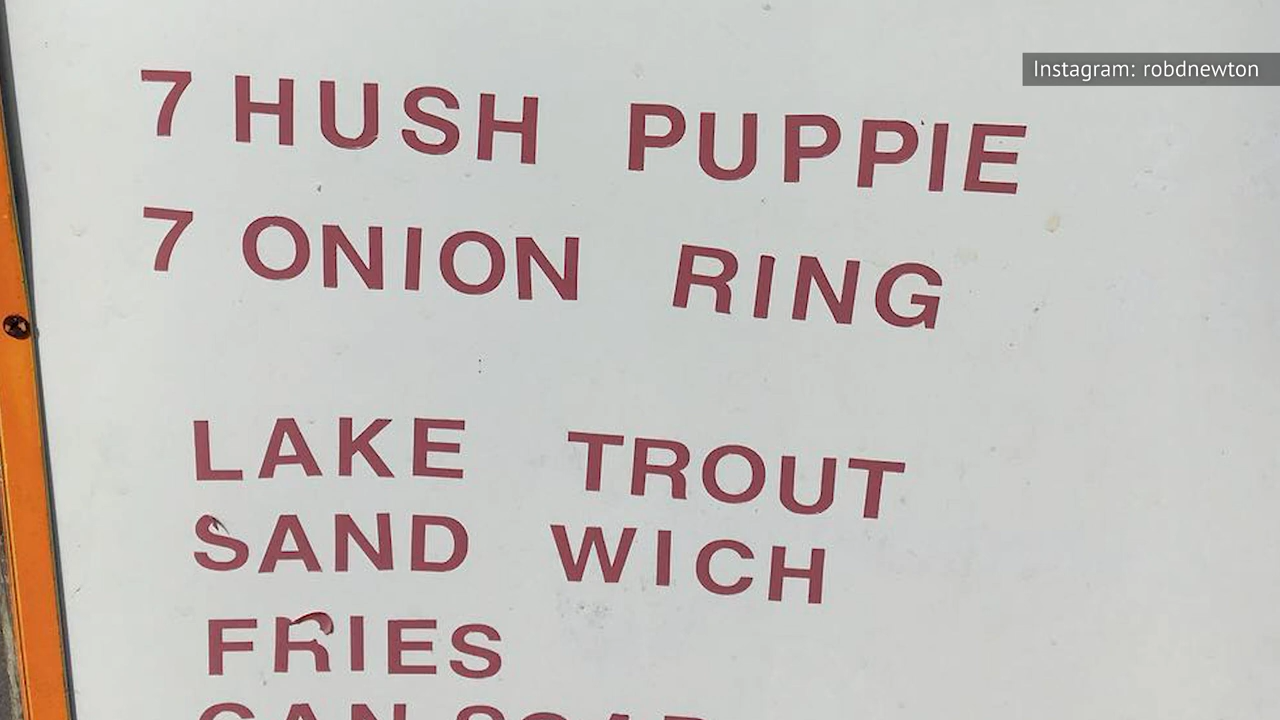 Instagram: robdnewton
7 HUSH PUPPIE
7 ONION RING
LAKE TROUT
SAND WICH
FRIES